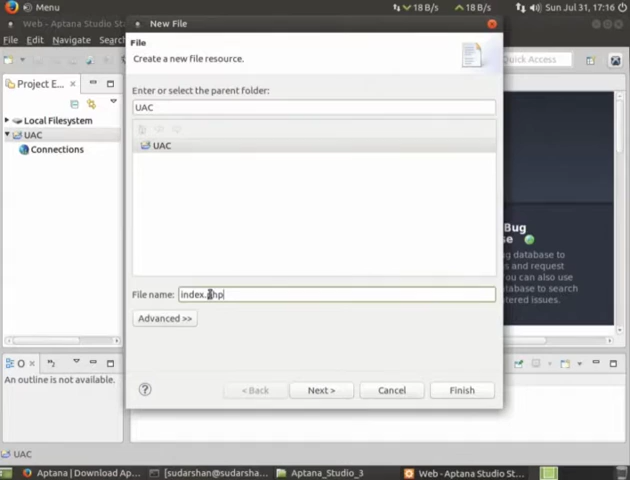 Menu
18 B/s
18 B/s
Sun Jul 31, 17:16
Web - Aptana Studio St
New File
File
Edit
Navigate
Search
File
Create a new file resource.
Quick Access
Project E...
Enter or select the parent folder:
UAC
Local Filesystem
UAC
Connections
UAC
Bug
database to
s and request
u can also use
atabase to search
tered issues.
File name:
index.php
Advanced >>
O
An outline is not available.
?
< Back
Next >
Cancel
Finish
UAC
Aptana | Download Ap...
[sudarshan@sudarsha...
Aptana_Studio_3
Web - Aptana Studio St...